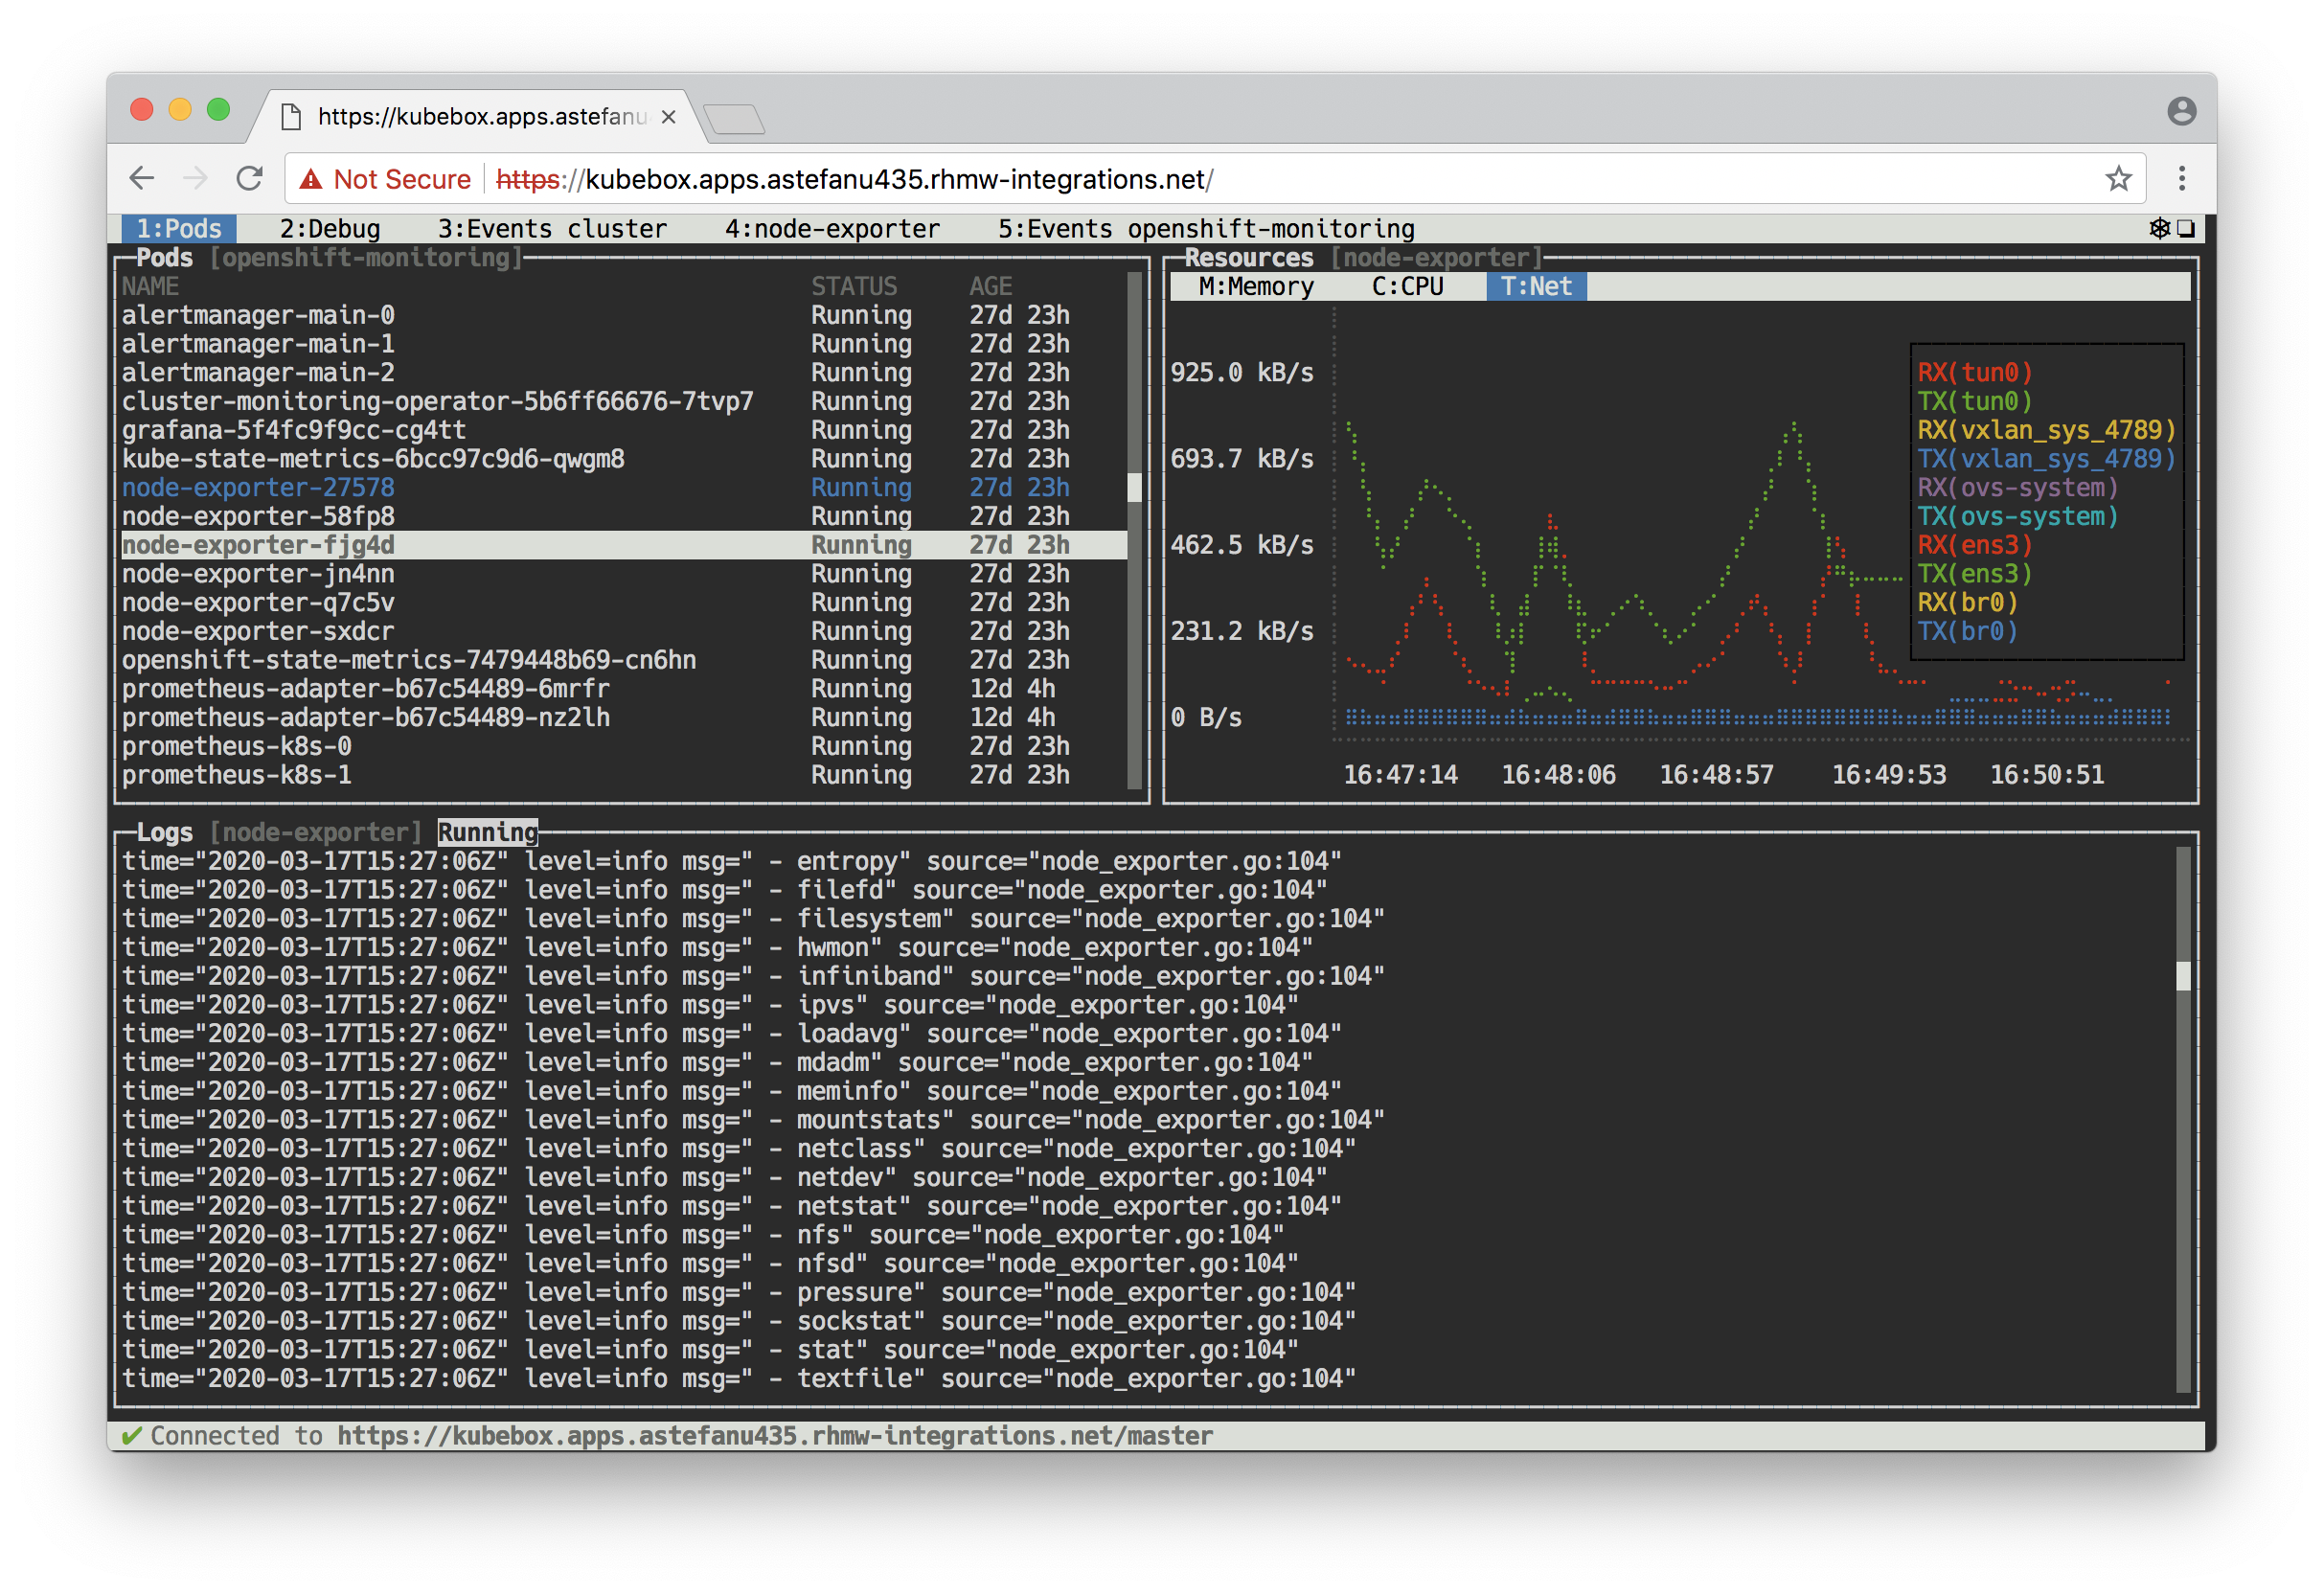 https://kubebox.apps.astefanu
Not Secure https://kubebox.apps.astefanu435.rhmw-integrations.net/
1:Pods 2:Debug 3:Events cluster 4:node-exporter 5:Events openshift-monitoring
Pods [openshift-monitoring]
NAME STATUS AGE
alertmanager-main-0 Running 27d 23h
alertmanager-main-1 Running 27d 23h
alertmanager-main-2 Running 27d 23h
cluster-monitoring-operator-5b6ff66676-7tvp7 Running 27d 23h
grafana-5f4fc9f9cc-cg4tt Running 27d 23h
kube-state-metrics-6bcc97c9d6-qwgm8 Running 27d 23h
node-exporter-27578 Running 27d 23h
node-exporter-58fp8 Running 27d 23h
node-exporter-fjg4d Running 27d 23h
node-exporter-jn4nn Running 27d 23h
node-exporter-q7c5v Running 27d 23h
node-exporter-sxdcr Running 27d 23h
openshift-state-metrics-7479448b69-cn6hn Running 27d 23h
prometheus-adapter-b67c54489-6mrfr Running 12d 4h
prometheus-adapter-b67c54489-nz2lh Running 12d 4h
prometheus-k8s-0 Running 27d 23h
prometheus-k8s-1 Running 27d 23h
Resources [node-exporter]
M:Memory C:CPU T:Net
925.0 kB/s
693.7 kB/s
462.5 kB/s
231.2 kB/s
0 B/s
RX(tun0)
TX(tun0)
RX(vxlan_sys_4789)
TX(vxlan_sys_4789)
RX(ovs-system)
TX(ovs-system)
RX(ens3)
TX(ens3)
RX(br0)
TX(br0)
16:47:14 16:48:06 16:48:57 16:49:53 16:50:51
Logs [node-exporter] Running
time="2020-03-17T15:27:06Z" level=info msg=" - entropy" source="node_exporter.go:104"
time="2020-03-17T15:27:06Z" level=info msg=" - filefd" source="node_exporter.go:104"
time="2020-03-17T15:27:06Z" level=info msg=" - filesystem" source="node_exporter.go:104"
time="2020-03-17T15:27:06Z" level=info msg=" - hwmon" source="node_exporter.go:104"
time="2020-03-17T15:27:06Z" level=info msg=" - infiniband" source="node_exporter.go:104"
time="2020-03-17T15:27:06Z" level=info msg=" - ipvs" source="node_exporter.go:104"
time="2020-03-17T15:27:06Z" level=info msg=" - loadavg" source="node_exporter.go:104"
time="2020-03-17T15:27:06Z" level=info msg=" - mdadm" source="node_exporter.go:104"
time="2020-03-17T15:27:06Z" level=info msg=" - meminfo" source="node_exporter.go:104"
time="2020-03-17T15:27:06Z" level=info msg=" - mountstats" source="node_exporter.go:104"
time="2020-03-17T15:27:06Z" level=info msg=" - netclass" source="node_exporter.go:104"
time="2020-03-17T15:27:06Z" level=info msg=" - netdev" source="node_exporter.go:104"
time="2020-03-17T15:27:06Z" level=info msg=" - netstat" source="node_exporter.go:104"
time="2020-03-17T15:27:06Z" level=info msg=" - nfs" source="node_exporter.go:104"
time="2020-03-17T15:27:06Z" level=info msg=" - nfsd" source="node_exporter.go:104"
time="2020-03-17T15:27:06Z" level=info msg=" - pressure" source="node_exporter.go:104"
time="2020-03-17T15:27:06Z" level=info msg=" - sockstat" source="node_exporter.go:104"
time="2020-03-17T15:27:06Z" level=info msg=" - stat" source="node_exporter.go:104"
time="2020-03-17T15:27:06Z" level=info msg=" - textfile" source="node_exporter.go:104"
✔ Connected to https://kubebox.apps.astefanu435.rhmw-integrations.net/master